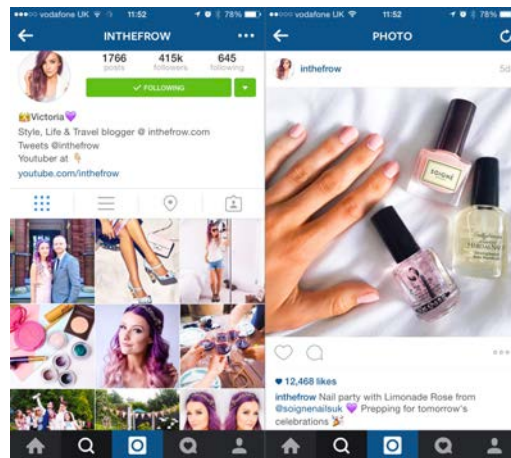 vodafone UK 11:52 78%
INTHEFROW
1766 415k 645
posts followers following
FOLLOWING
Victoria
Style, Life & Travel blogger @ inthefrow.com
Tweets @inthefrow
Youtuber at
youtube.com/inthefrow
vodafone UK 11:52 78%
PHOTO
inthefrow 5d
SOIGNÉ
12,468 likes
inthefrow Nail party with Limonade Rose from
@soignenailsuk 💜 Prepping for tomorrow's
celebrations 🎉